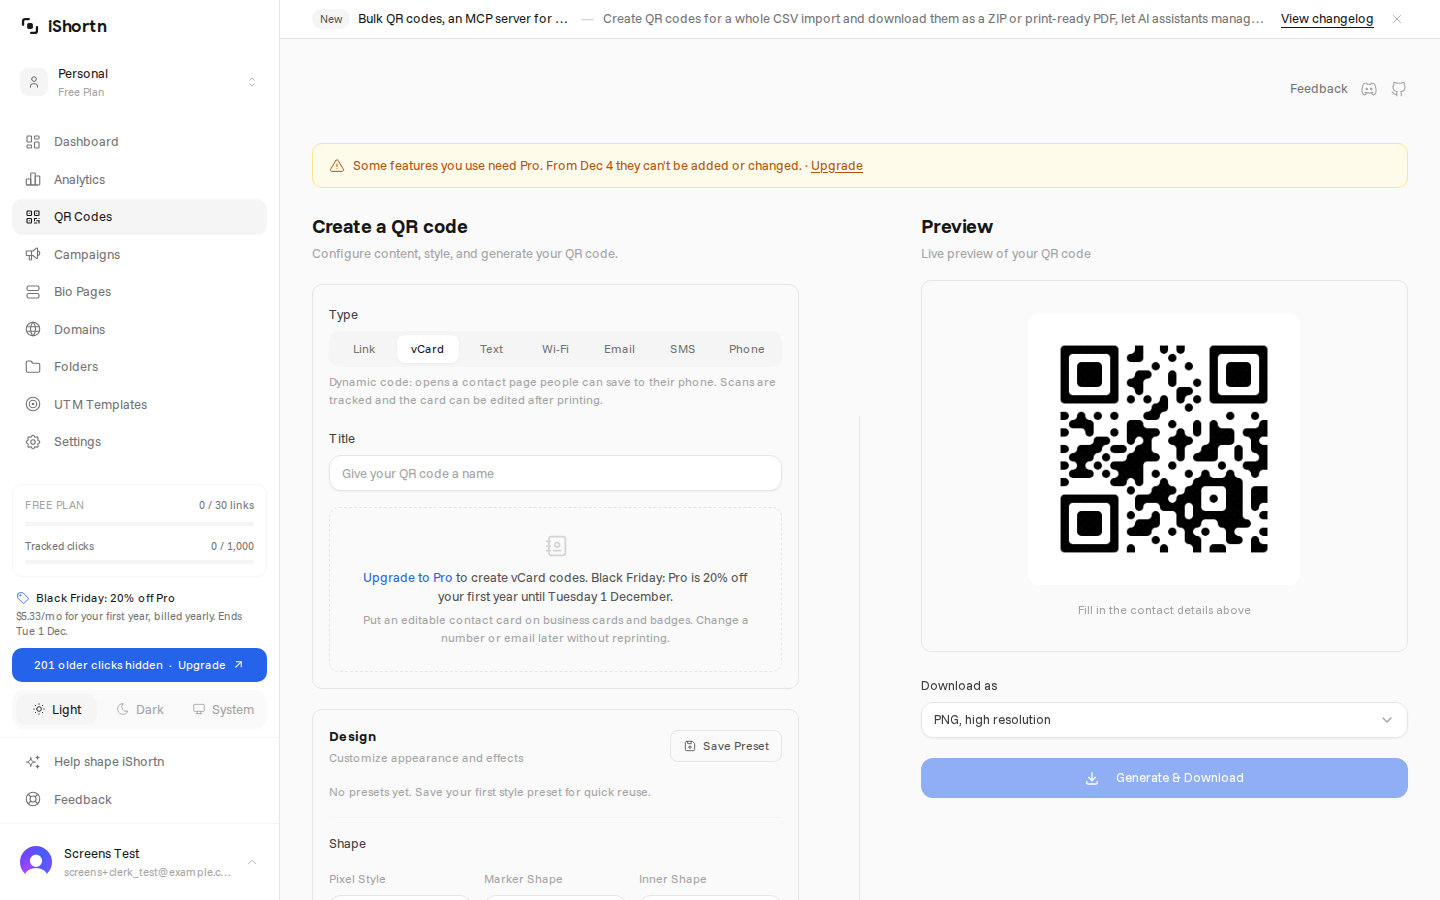 iShortn
Personal
Free Plan
Dashboard
Analytics
QR Codes
Campaigns
Bio Pages
Domains
Folders
UTM Templates
Settings
FREE PLAN 0 / 30 links
Tracked clicks 0 / 1,000
Black Friday: 20% off Pro
$5.33/mo for your first year, billed yearly. Ends
Tue 1 Dec.
201 older clicks hidden · Upgrade
Light Dark System
Help shape iShortn
Feedback
Screens Test
screens+clerk_test@example.c...
New Bulk QR codes, an MCP server for ... — Create QR codes for a whole CSV import and download them as a ZIP or print-ready PDF, let AI assistants manag... View changelog
Feedback
Some features you use need Pro. From Dec 4 they can't be added or changed. · Upgrade
Create a QR code
Configure content, style, and generate your QR code.
Type
Link vCard Text Wi-Fi Email SMS Phone
Dynamic code: opens a contact page people can save to their phone. Scans are
tracked and the card can be edited after printing.
Title
Give your QR code a name
Upgrade to Pro to create vCard codes. Black Friday: Pro is 20% off
your first year until Tuesday 1 December.
Put an editable contact card on business cards and badges. Change a
number or email later without reprinting.
Design
Customize appearance and effects
Save Preset
No presets yet. Save your first style preset for quick reuse.
Shape
Pixel Style Marker Shape Inner Shape
Preview
Live preview of your QR code
Fill in the contact details above
Download as
PNG, high resolution
Generate & Download